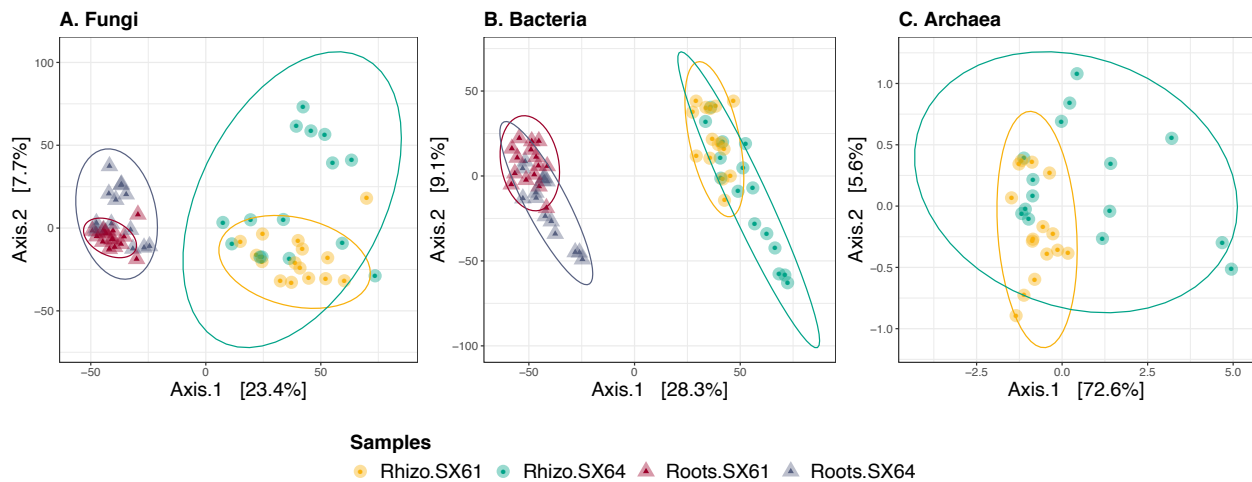 A. Fungi
100
50
0
−50
Axis.2 [7.7%]
−50 0 50
Axis.1 [23.4%]
B. Bacteria
50
0
−50
−100
Axis.2 [9.1%]
−50 0 50
Axis.1 [28.3%]
C. Archaea
1.0
0.5
0.0
−0.5
−1.0
Axis.2 [5.6%]
−2.5 0.0 2.5 5.0
Axis.1 [72.6%]
Samples
Rhizo.SX61 Rhizo.SX64 Roots.SX61 Roots.SX64